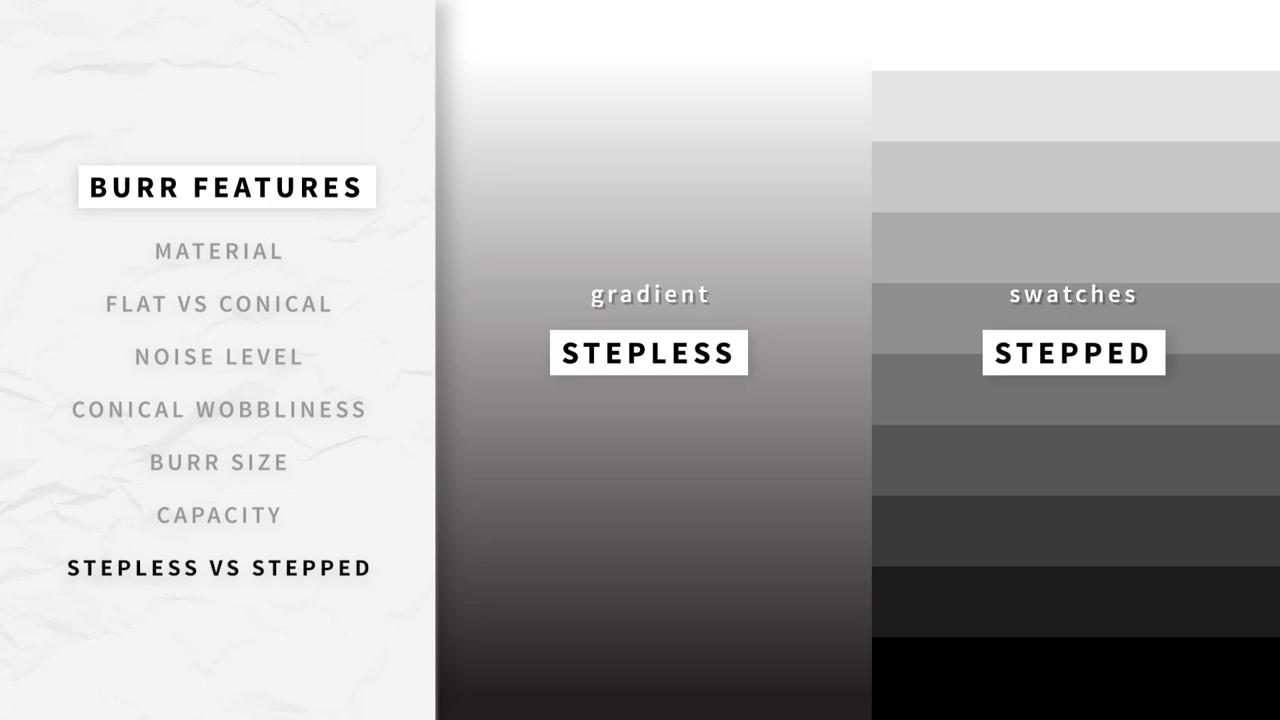 BURR FEATURES
MATERIAL
FLAT VS CONICAL
NOISE LEVEL
CONICAL WOBBLINESS
BURR SIZE
CAPACITY
STEPLESS VS STEPPED
gradient
STEPLESS
swatches
STEPPED